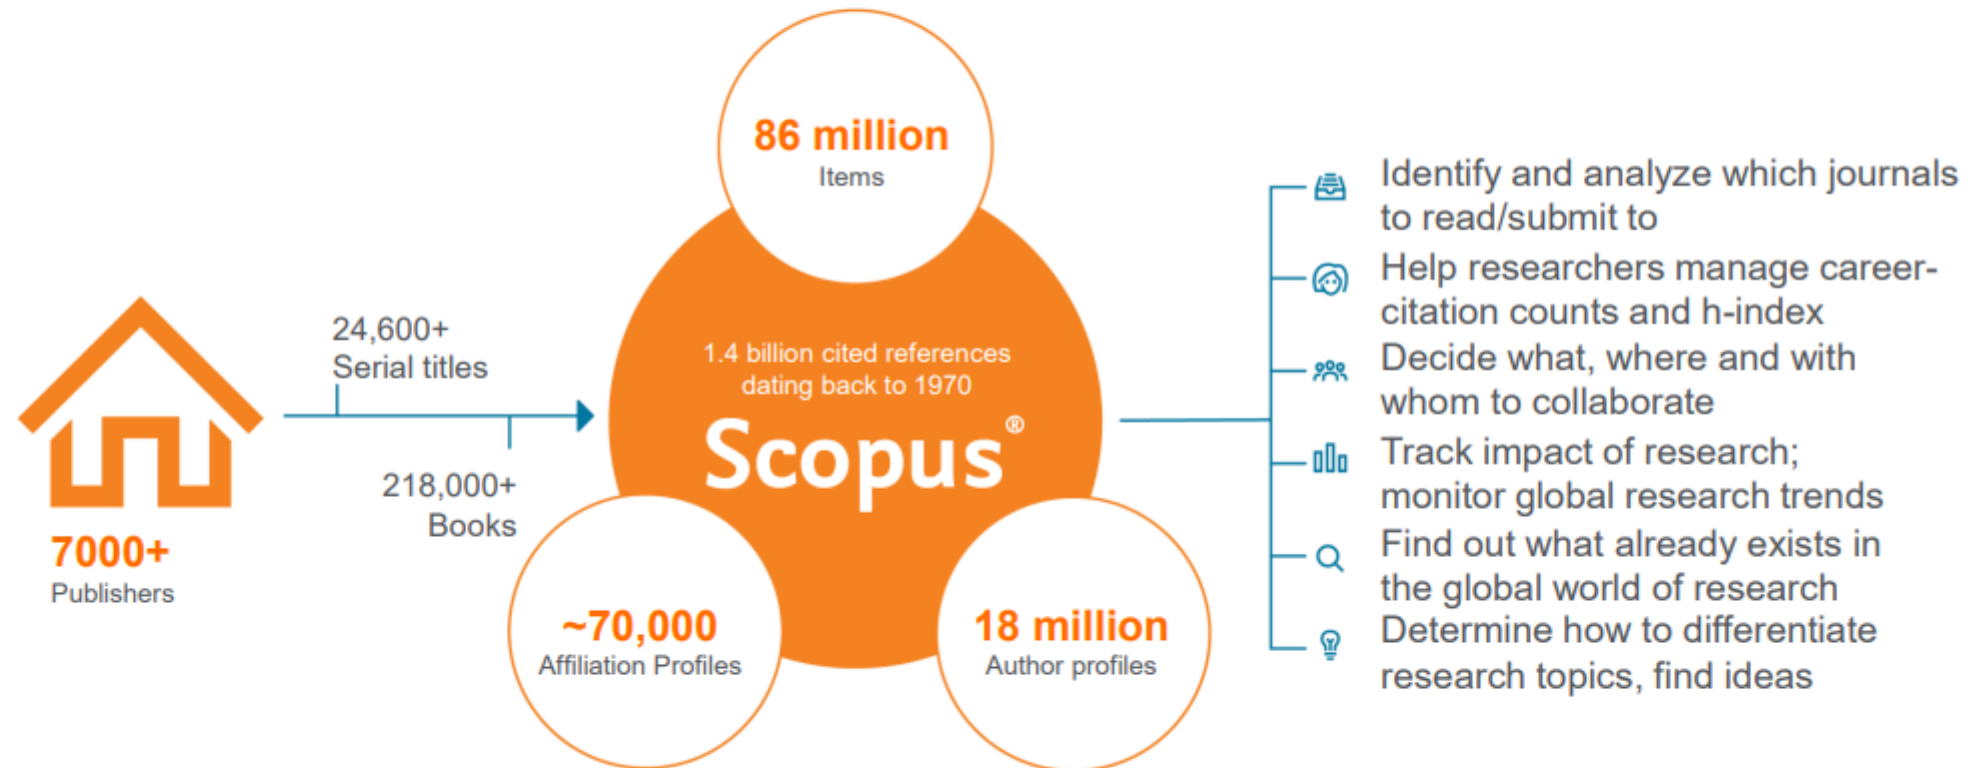 86 million
Items
24,600+
Serial titles
218,000+
Books
7000+
Publishers
1.4 billion cited references
dating back to 1970
Scopus®
~70,000
Affiliation Profiles
18 million
Author profiles
Identify and analyze which journals
to read/submit to
Help researchers manage career-
citation counts and h-index
Decide what, where and with
whom to collaborate
Track impact of research;
monitor global research trends
Find out what already exists in
the global world of research
Determine how to differentiate
research topics, find ideas